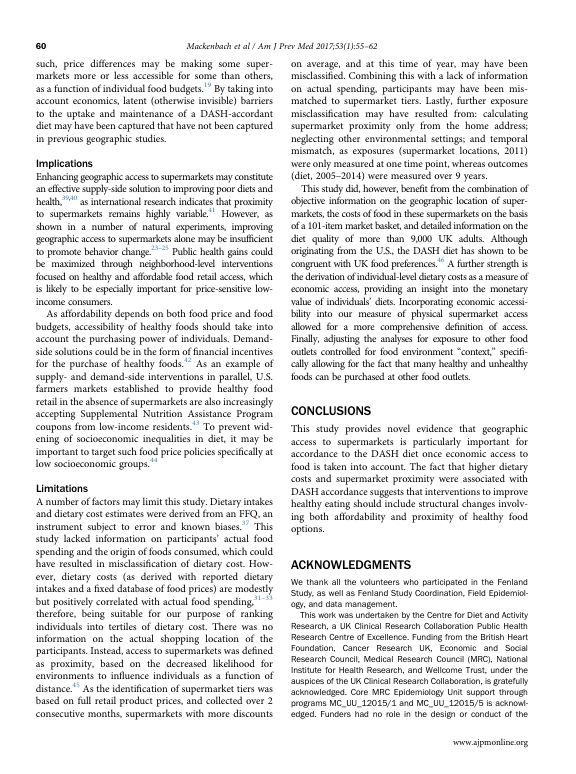 60
Mackenbach et al / Am J Prev Med 2017;53(1):55–62
such, price differences may be making some super-
markets more or less accessible for some than others,
as a function of individual food budgets.19 By taking into
account economics, latent (otherwise invisible) barriers
to the uptake and maintenance of a DASH-accordant
diet may have been captured that have not been captured
in previous geographic studies.
Implications
Enhancing geographic access to supermarkets may constitute
an effective supply-side solution to improving poor diets and
health,39,40 as international research indicates that proximity
to supermarkets remains highly variable.41 However, as
shown in a number of natural experiments, improving
geographic access to supermarkets alone may be insufficient
to promote behavior change.23–25 Public health gains could
be maximized through neighborhood-level interventions
focused on healthy and affordable food retail access, which
is likely to be especially important for price-sensitive low-
income consumers.
As affordability depends on both food price and food
budgets, accessibility of healthy foods should take into
account the purchasing power of individuals. Demand-
side solutions could be in the form of financial incentives
for the purchase of healthy foods.42 As an example of
supply- and demand-side interventions in parallel, U.S.
farmers markets established to provide healthy food
retail in the absence of supermarkets are also increasingly
accepting Supplemental Nutrition Assistance Program
coupons from low-income residents.43 To prevent wid-
ening of socioeconomic inequalities in diet, it may be
important to target such food price policies specifically at
low socioeconomic groups.44
Limitations
A number of factors may limit this study. Dietary intakes
and dietary cost estimates were derived from an FFQ, an
instrument subject to error and known biases.37 This
study lacked information on participants' actual food
spending and the origin of foods consumed, which could
have resulted in misclassification of dietary cost. How-
ever, dietary costs (as derived with reported dietary
intakes and a fixed database of food prices) are modestly
but positively correlated with actual food spending,31–33
therefore, being suitable for our purpose of ranking
individuals into tertiles of dietary cost. There was no
information on the actual shopping location of the
participants. Instead, access to supermarkets was defined
as proximity, based on the decreased likelihood for
environments to influence individuals as a function of
distance.45 As the identification of supermarket tiers was
based on full retail product prices, and collected over 2
consecutive months, supermarkets with more discounts
on average, and at this time of year, may have been
misclassified. Combining this with a lack of information
on actual spending, participants may have been mis-
matched to supermarket tiers. Lastly, further exposure
misclassification may have resulted from: calculating
supermarket proximity only from the home address;
neglecting other environmental settings; and temporal
mismatch, as exposures (supermarket locations, 2011)
were only measured at one time point, whereas outcomes
(diet, 2005–2014) were measured over 9 years.
This study did, however, benefit from the combination of
objective information on the geographic location of super-
markets, the costs of food in these supermarkets on the basis
of a 101-item market basket, and detailed information on the
diet quality of more than 9,000 UK adults. Although
originating from the U.S., the DASH diet has shown to be
congruent with UK food preferences.46 A further strength is
the derivation of individual-level dietary costs as a measure of
economic access, providing an insight into the monetary
value of individuals' diets. Incorporating economic accessi-
bility into our measure of physical supermarket access
allowed for a more comprehensive definition of access.
Finally, adjusting the analyses for exposure to other food
outlets controlled for food environment “context,” specifi-
cally allowing for the fact that many healthy and unhealthy
foods can be purchased at other food outlets.
CONCLUSIONS
This study provides novel evidence that geographic
access to supermarkets is particularly important for
accordance to the DASH diet once economic access to
food is taken into account. The fact that higher dietary
costs and supermarket proximity were associated with
DASH accordance suggests that interventions to improve
healthy eating should include structural changes involv-
ing both affordability and proximity of healthy food
options.
ACKNOWLEDGMENTS
We thank all the volunteers who participated in the Fenland
Study, as well as Fenland Study Coordination, Field Epidemiol-
ogy, and data management.
This work was undertaken by the Centre for Diet and Activity
Research, a UK Clinical Research Collaboration Public Health
Research Centre of Excellence. Funding from the British Heart
Foundation, Cancer Research UK, Economic and Social
Research Council, Medical Research Council (MRC), National
Institute for Health Research, and Wellcome Trust, under the
auspices of the UK Clinical Research Collaboration, is gratefully
acknowledged. Core MRC Epidemiology Unit support through
programs MC_UU_12015/1 and MC_UU_12015/5 is acknowl-
edged. Funders had no role in the design or conduct of the
www.ajpmonline.org